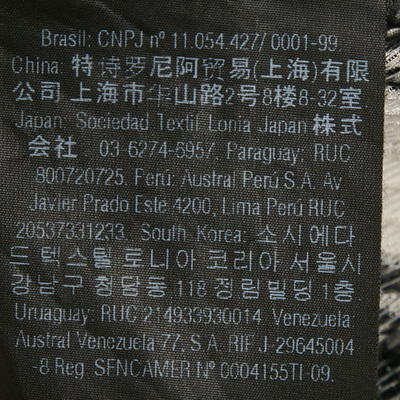 Brasil: CNPJ nº 11.054.427/0001-99.
China: 特诗罗尼阿贸易(上海)有限
公司 上海市华山路2号8楼8-32室.
Japan: Sociedad Textil Lonia Japan 株式
会社 03-6274-6957 Paraguay: RUC
800720725. Perú: Austral Perú S.A. Av
Javier Prado Este 4200, Lima Perú RUC
20537331233. South Korea: 소시에다
드 텍스틸 로니아 코리아 서울시
강남구 청담동 118 정림빌딩 1층.
Uruguay: RUC 214933930014 Venezuela:
Austral Venezuela 77, S.A. RIF J-29645004
-8 Reg. SENCAMER Nº 0004155TI 09.